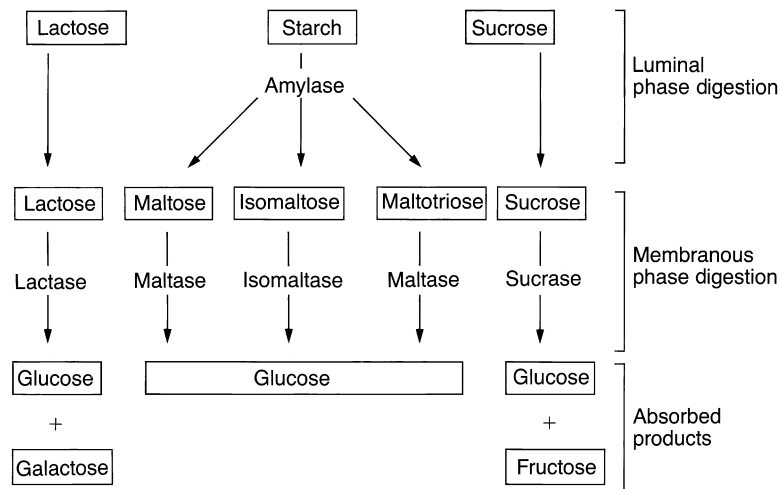 Lactose
Starch
Sucrose
Amylase
Luminal
phase digestion
Lactose
Maltose
Isomaltose
Maltotriose
Sucrose
Lactase
Maltase
Isomaltase
Maltase
Sucrase
Membranous
phase digestion
Glucose
Glucose
Glucose
+
+
Absorbed
products
Galactose
Fructose